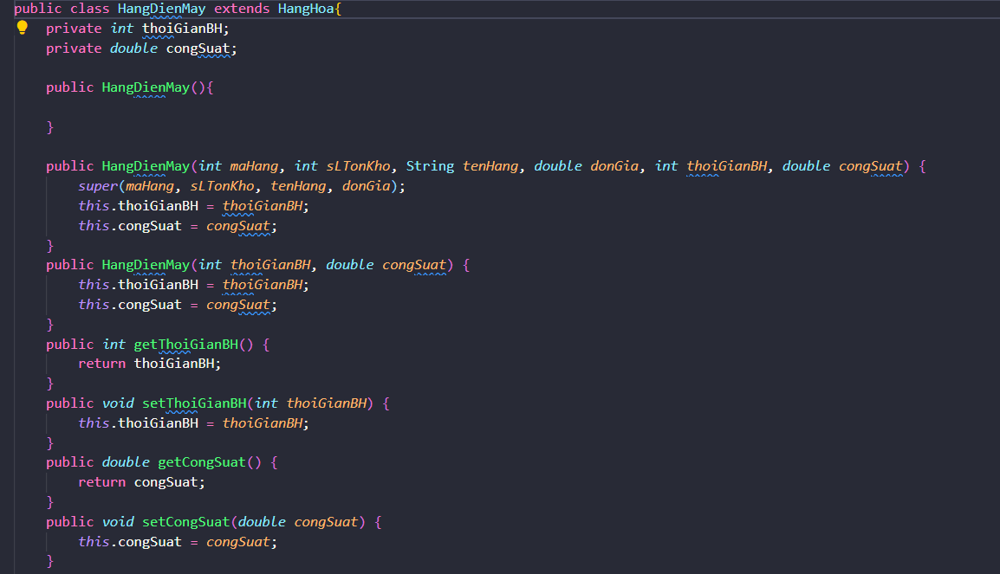 public class HangDienMay extends HangHoa{
    private int thoiGianBH;
    private double congSuat;

    public HangDienMay(){

    }

    public HangDienMay(int maHang, int sLTonKho, String tenHang, double donGia, int thoiGianBH, double congSuat) {
        super(maHang, sLTonKho, tenHang, donGia);
        this.thoiGianBH = thoiGianBH;
        this.congSuat = congSuat;
    }
    public HangDienMay(int thoiGianBH, double congSuat) {
        this.thoiGianBH = thoiGianBH;
        this.congSuat = congSuat;
    }
    public int getThoiGianBH() {
        return thoiGianBH;
    }
    public void setThoiGianBH(int thoiGianBH) {
        this.thoiGianBH = thoiGianBH;
    }
    public double getCongSuat() {
        return congSuat;
    }
    public void setCongSuat(double congSuat) {
        this.congSuat = congSuat;
    }